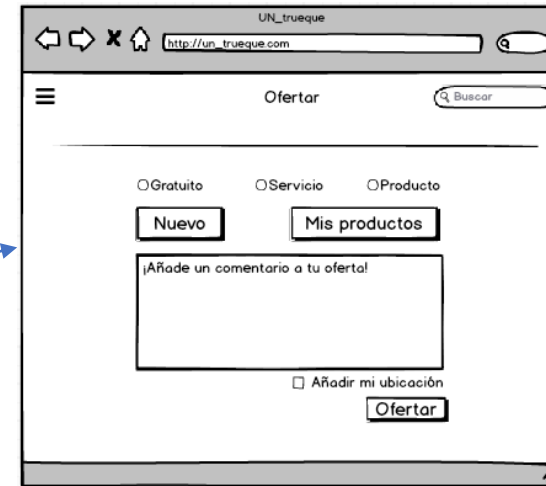 UN_trueque
http://un_trueque.com
Ofertar
Buscar
Gratuito Servicio Producto
Nuevo Mis productos
¡Añade un comentario a tu oferta!
Añadir mi ubicación
Ofertar